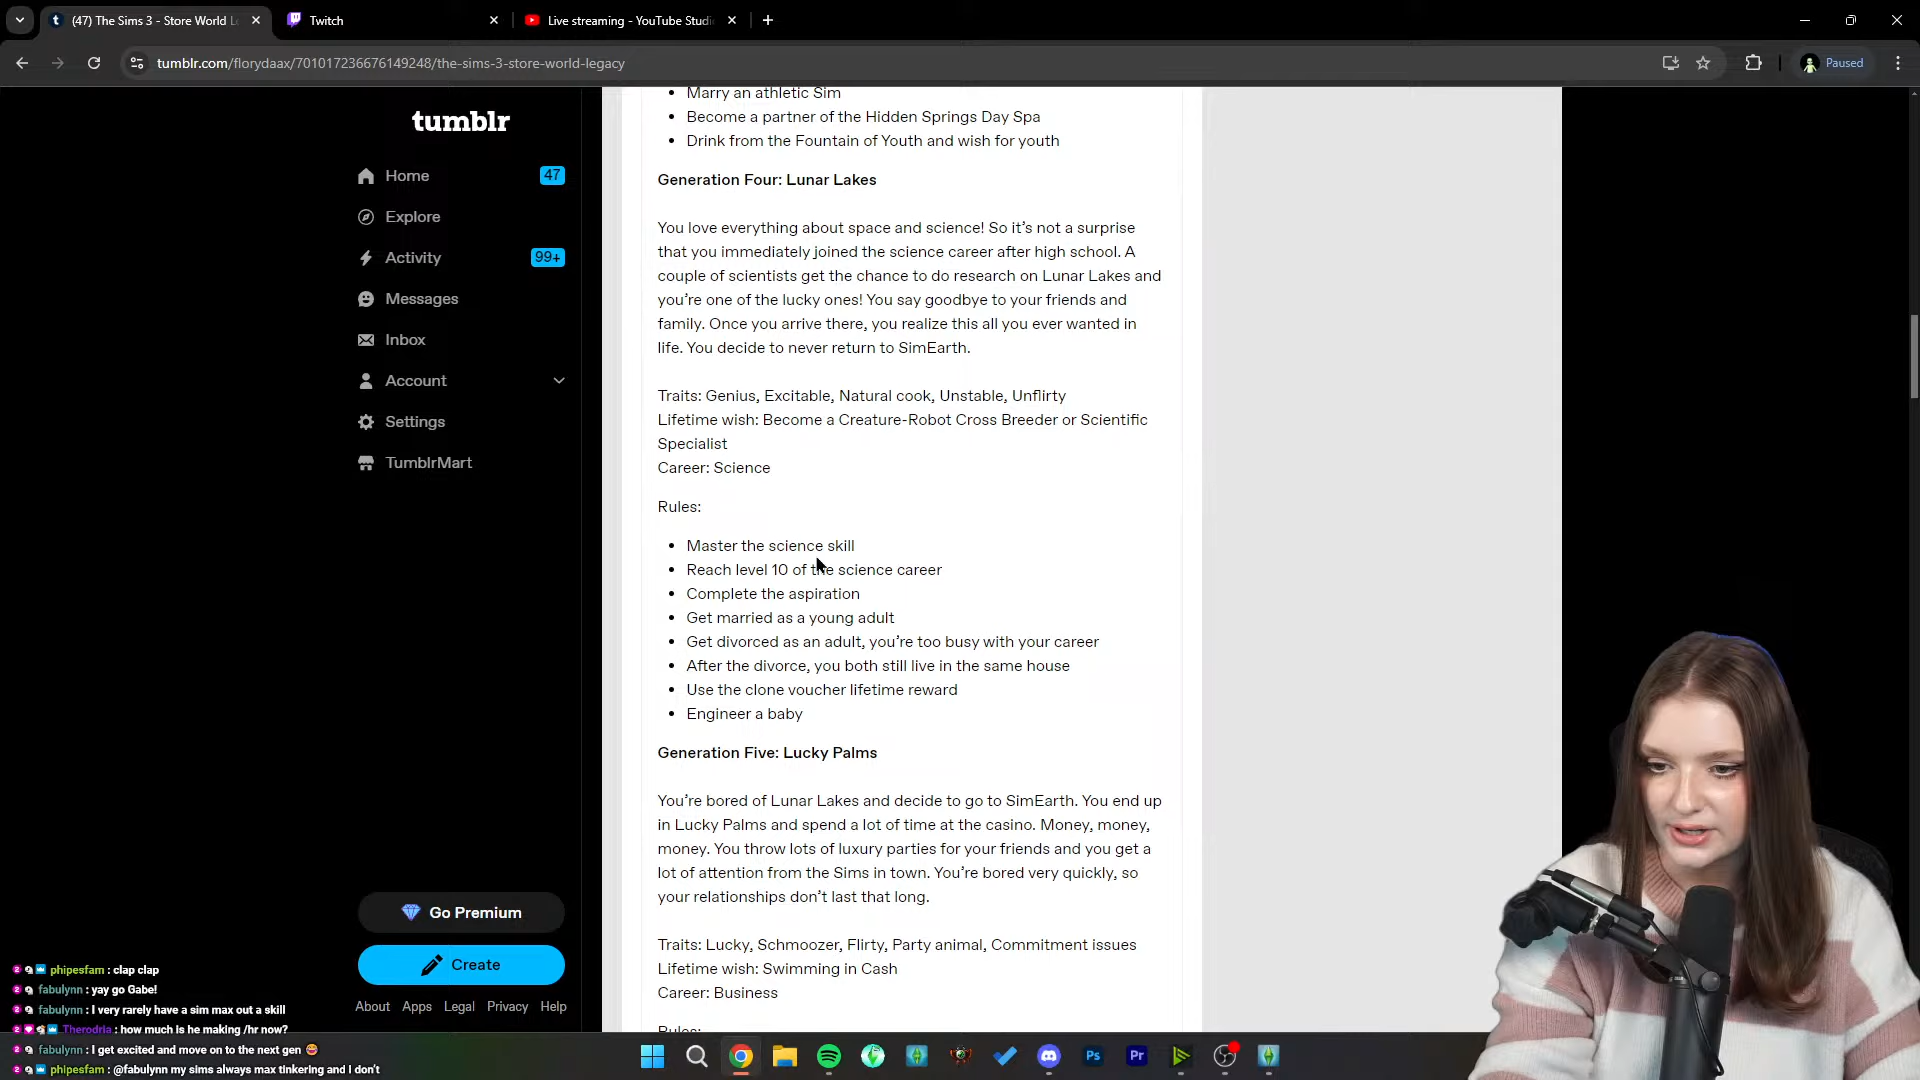 (47) The Sims 3 - Store World L
Twitch
Live streaming - YouTube Studi
tumblr.com/florydaax/701017236676149248/the-sims-3-store-world-legacy
Paused
tumblr
Home
47
Explore
Activity
99+
Messages
Inbox
Account
Settings
TumblrMart
Go Premium
Create
About Apps Legal Privacy Help
• Marry an athletic Sim
• Become a partner of the Hidden Springs Day Spa
• Drink from the Fountain of Youth and wish for youth
Generation Four: Lunar Lakes
You love everything about space and science! So it’s not a surprise
that you immediately joined the science career after high school. A
couple of scientists get the chance to do research on Lunar Lakes and
you’re one of the lucky ones! You say goodbye to your friends and
family. Once you arrive there, you realize this all you ever wanted in
life. You decide to never return to SimEarth.
Traits: Genius, Excitable, Natural cook, Unstable, Unflirty
Lifetime wish: Become a Creature-Robot Cross Breeder or Scientific
Specialist
Career: Science
Rules:
• Master the science skill
• Reach level 10 of the science career
• Complete the aspiration
• Get married as a young adult
• Get divorced as an adult, you’re too busy with your career
• After the divorce, you both still live in the same house
• Use the clone voucher lifetime reward
• Engineer a baby
Generation Five: Lucky Palms
You’re bored of Lunar Lakes and decide to go to SimEarth. You end up
in Lucky Palms and spend a lot of time at the casino. Money, money,
money. You throw lots of luxury parties for your friends and you get a
lot of attention from the Sims in town. You’re bored very quickly, so
your relationships don’t last that long.
Traits: Lucky, Schmoozer, Flirty, Party animal, Commitment issues
Lifetime wish: Swimming in Cash
Career: Business
Rules:
phipesfam : clap clap
fabulynn : yay go Gabe!
fabulynn : I very rarely have a sim max out a skill
Therodria : how much is he making /hr now?
fabulynn : I get excited and move on to the next gen
phipesfam : @fabulynn my sims always max tinkering and I don't
Ps
Pr